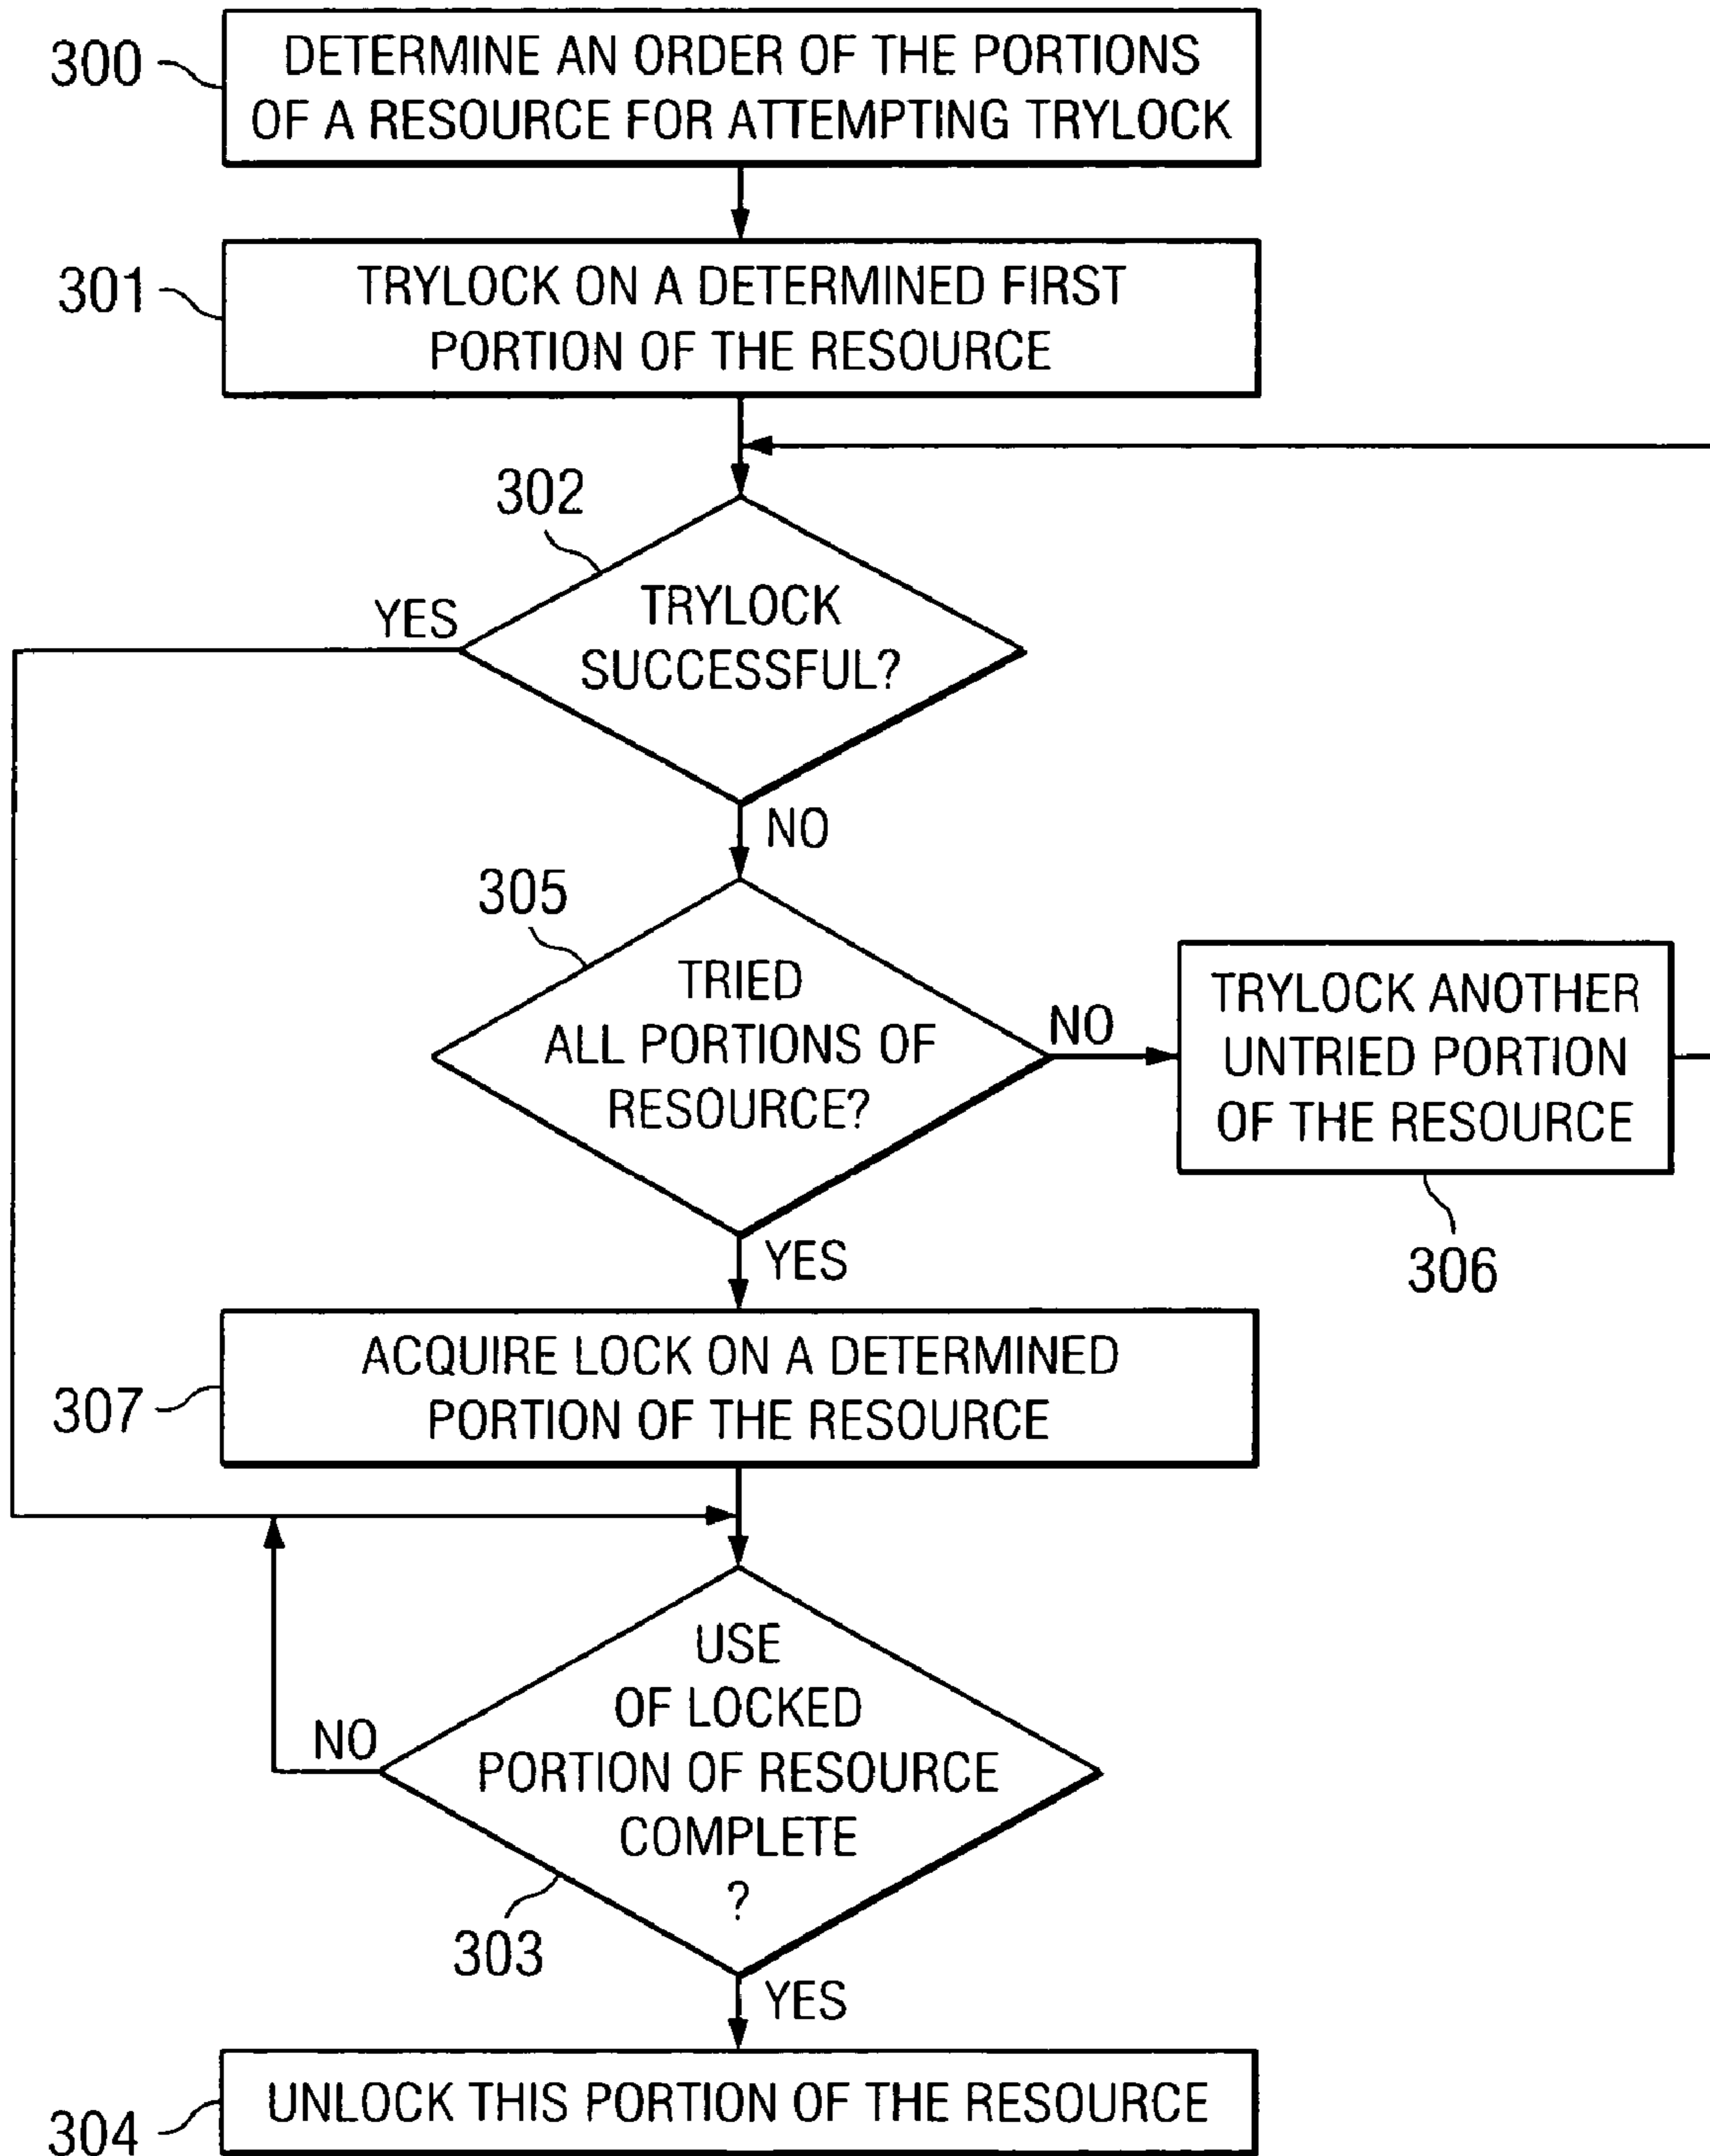 300
DETERMINE AN ORDER OF THE PORTIONS
OF A RESOURCE FOR ATTEMPTING TRYLOCK
301
TRYLOCK ON A DETERMINED FIRST
PORTION OF THE RESOURCE
302
YES
TRYLOCK
SUCCESSFUL?
NO
305
TRIED
ALL PORTIONS OF
RESOURCE?
NO
TRYLOCK ANOTHER
UNTRIED PORTION
OF THE RESOURCE
306
YES
307
ACQUIRE LOCK ON A DETERMINED
PORTION OF THE RESOURCE
USE
OF LOCKED
PORTION OF RESOURCE
COMPLETE
?
NO
303
YES
304
UNLOCK THIS PORTION OF THE RESOURCE